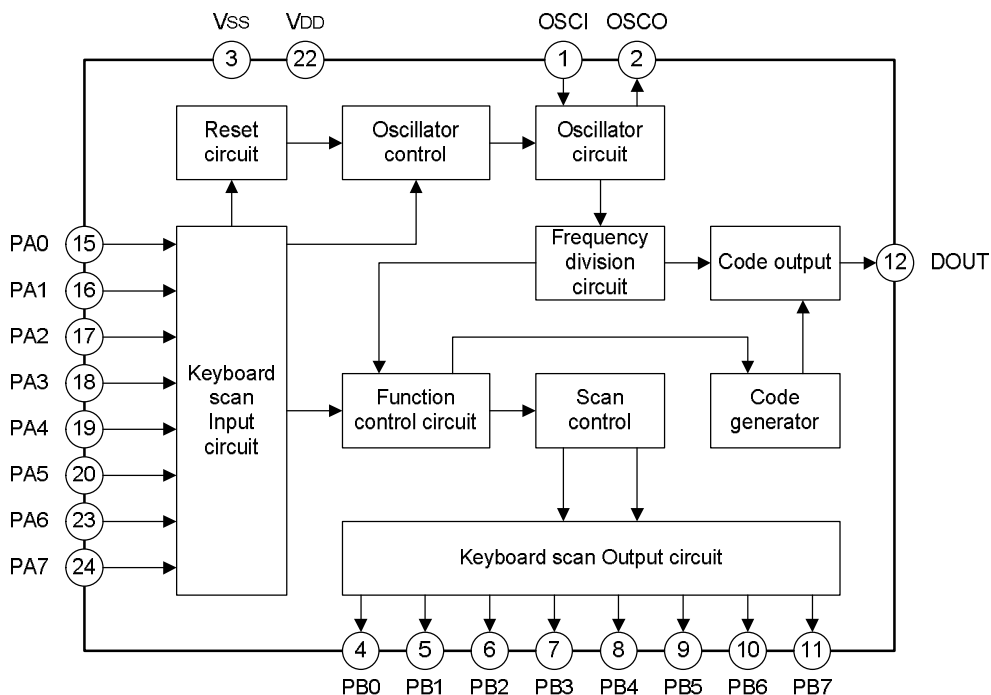 VSS VDD OSCI OSCO
3 22 1 2
Reset
circuit
Oscillator
control
Oscillator
circuit
PA0 15
PA1 16
PA2 17
PA3 18
PA4 19
PA5 20
PA6 23
PA7 24
Keyboard
scan
Input
circuit
Frequency
division
circuit
Code output
12 DOUT
Function
control circuit
Scan
control
Code
generator
Keyboard scan Output circuit
4 5 6 7 8 9 10 11
PB0 PB1 PB2 PB3 PB4 PB5 PB6 PB7